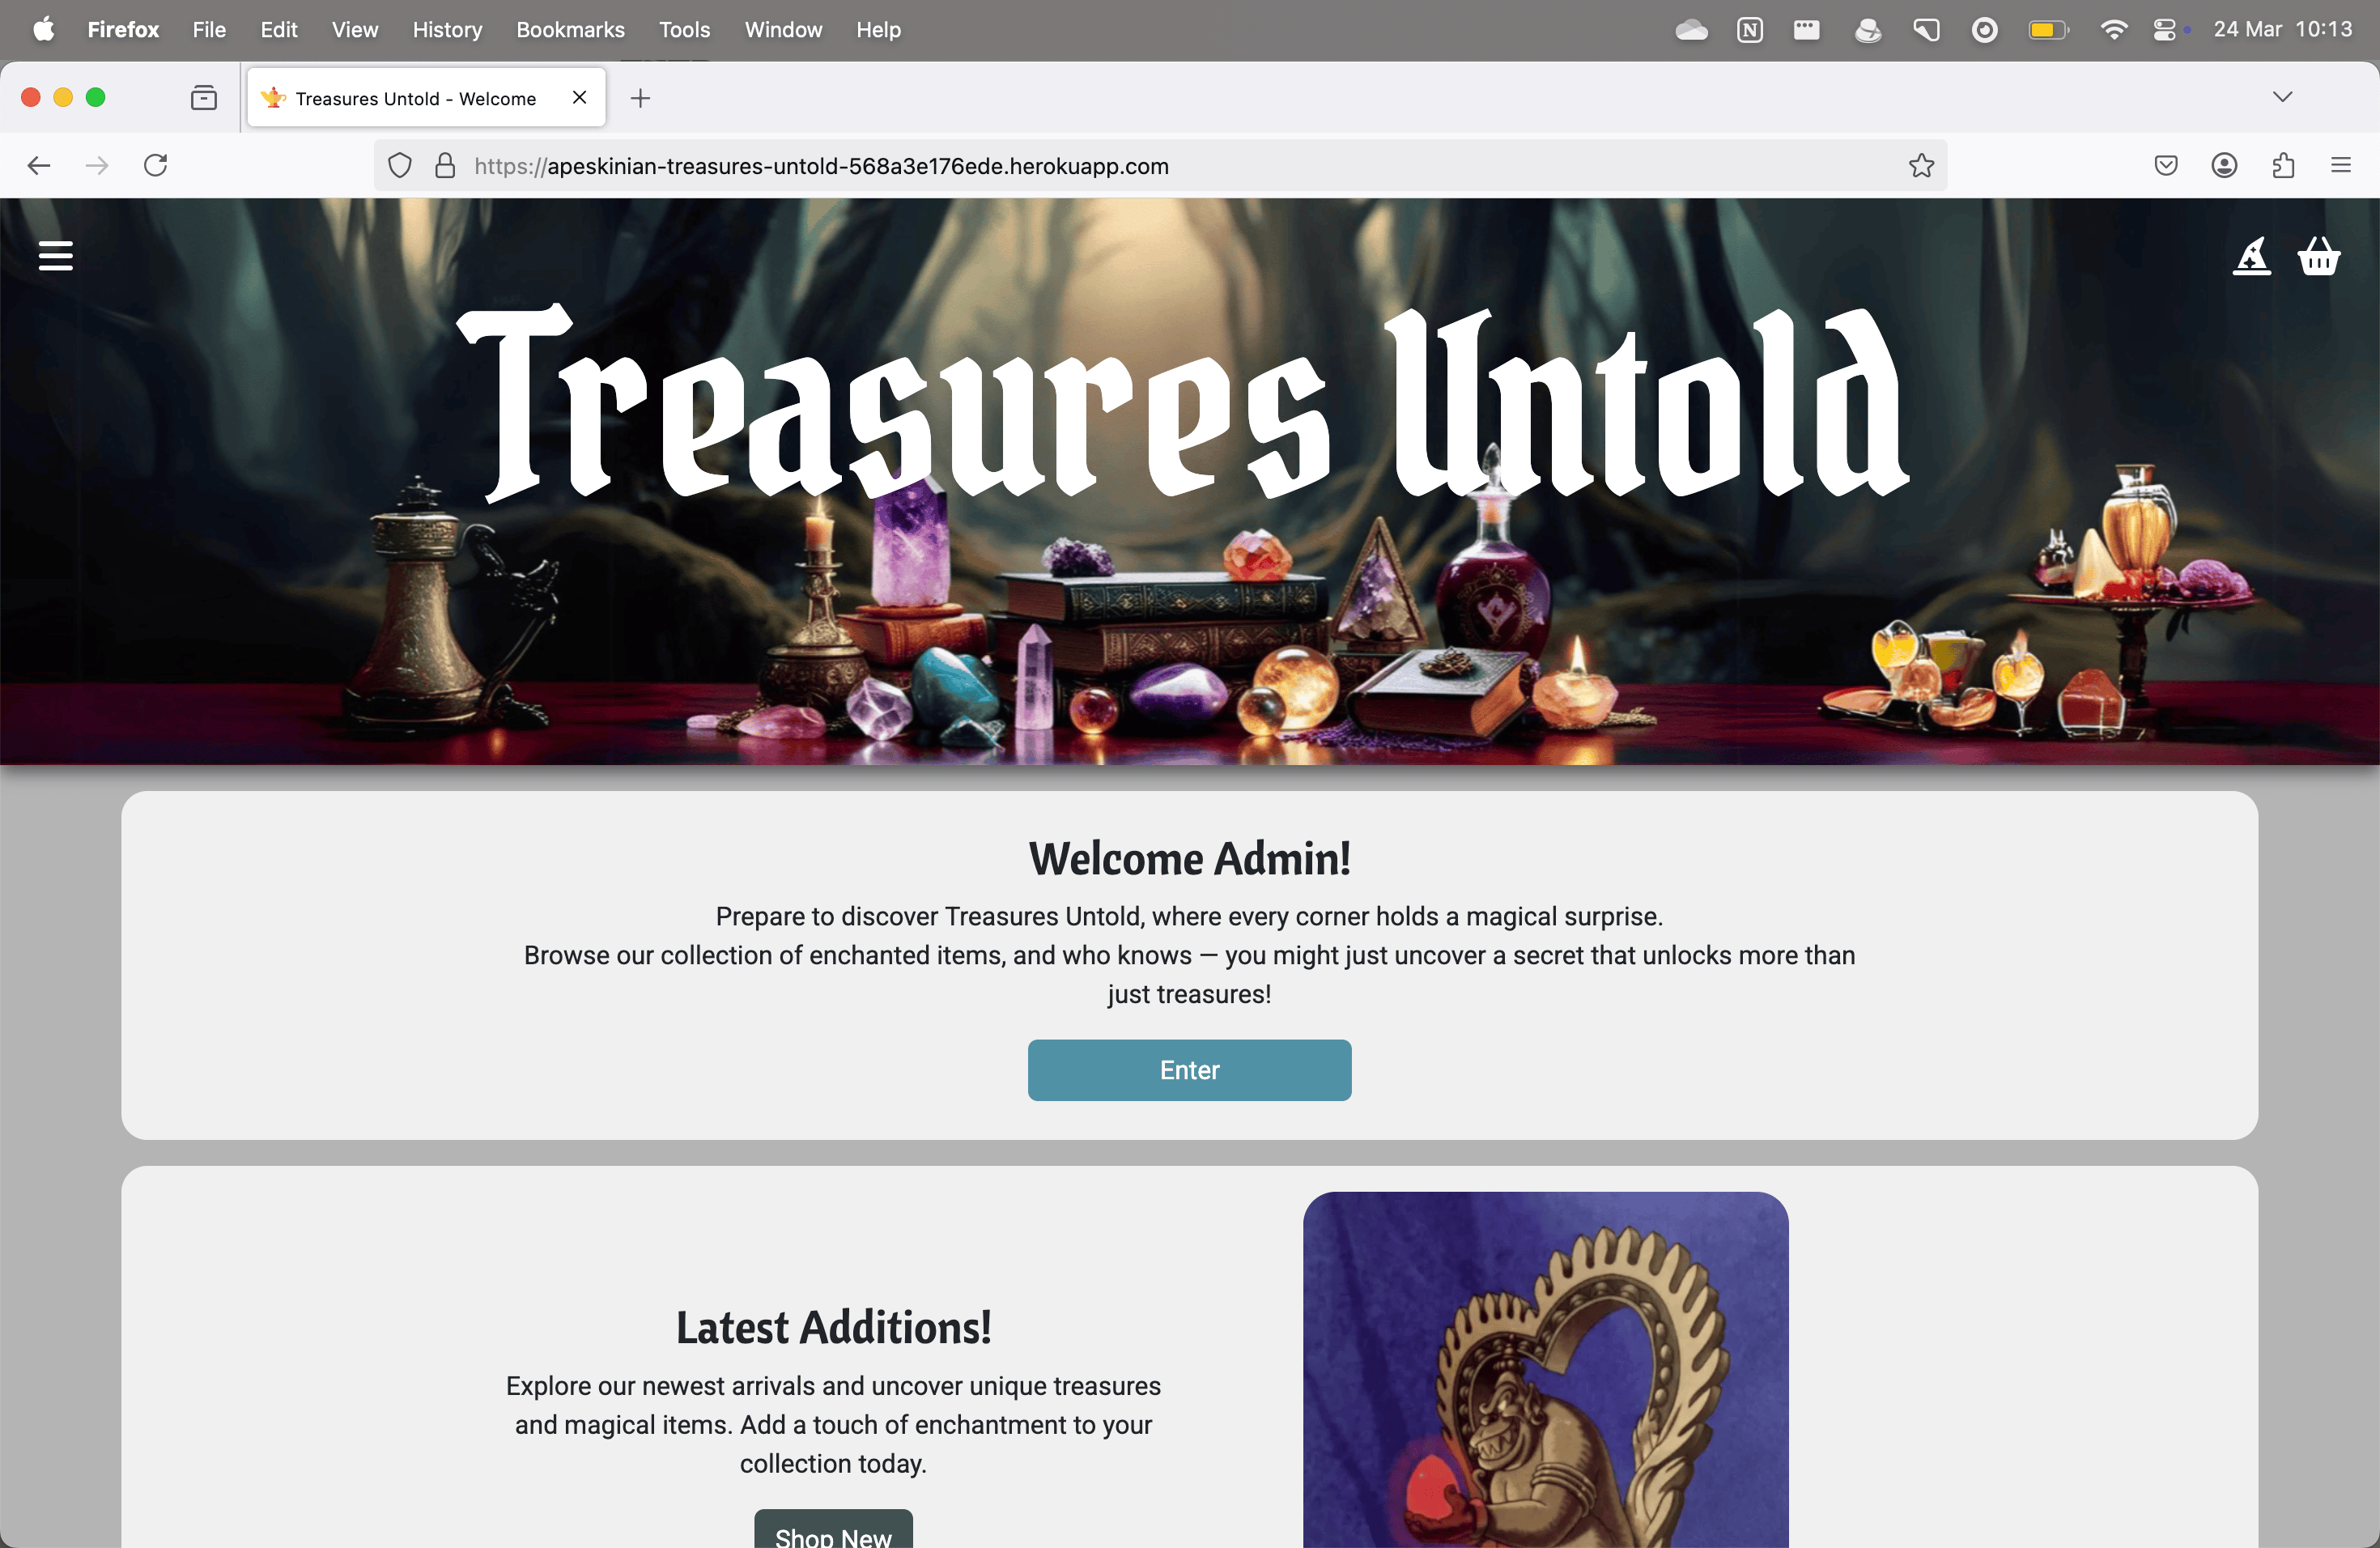 Firefox File Edit View History Bookmarks Tools Window Help 24 Mar 10:13
Treasures Untold - Welcome
https://apeskinian-treasures-untold-568a3e176ede.herokuapp.com
Treasures Untold
Welcome Admin!
Prepare to discover Treasures Untold, where every corner holds a magical surprise.
Browse our collection of enchanted items, and who knows — you might just uncover a secret that unlocks more than
just treasures!
Enter
Latest Additions!
Explore our newest arrivals and uncover unique treasures
and magical items. Add a touch of enchantment to your
collection today.
Shop New